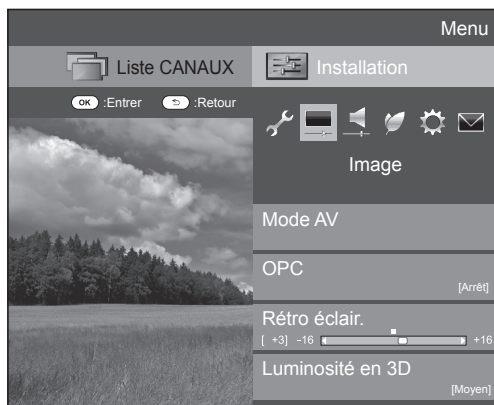 Menu
Liste CANAUX
Installation
OK :Entrer :Retour
Image
Mode AV
OPC
[Arrêt]
Rétro éclair.
[ +3] -16 +16
Luminosité en 3D
[Moyen]